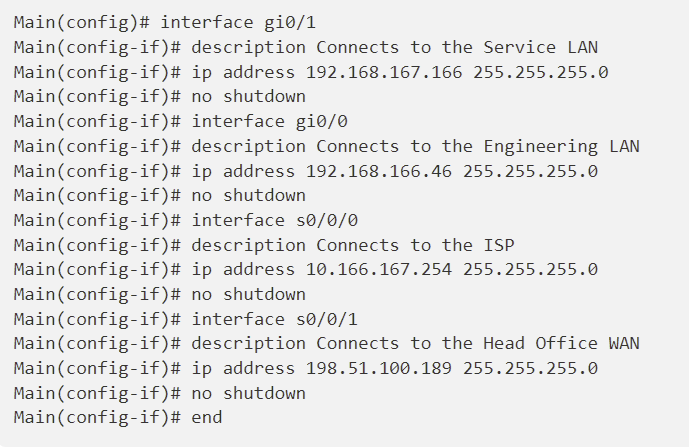 Main(config)# interface gi0/1
Main(config-if)# description Connects to the Service LAN
Main(config-if)# ip address 192.168.167.166 255.255.255.0
Main(config-if)# no shutdown
Main(config-if)# interface gi0/0
Main(config-if)# description Connects to the Engineering LAN
Main(config-if)# ip address 192.168.166.46 255.255.255.0
Main(config-if)# no shutdown
Main(config-if)# interface s0/0/0
Main(config-if)# description Connects to the ISP
Main(config-if)# ip address 10.166.167.254 255.255.255.0
Main(config-if)# no shutdown
Main(config-if)# interface s0/0/1
Main(config-if)# description Connects to the Head Office WAN
Main(config-if)# ip address 198.51.100.189 255.255.255.0
Main(config-if)# no shutdown
Main(config-if)# end